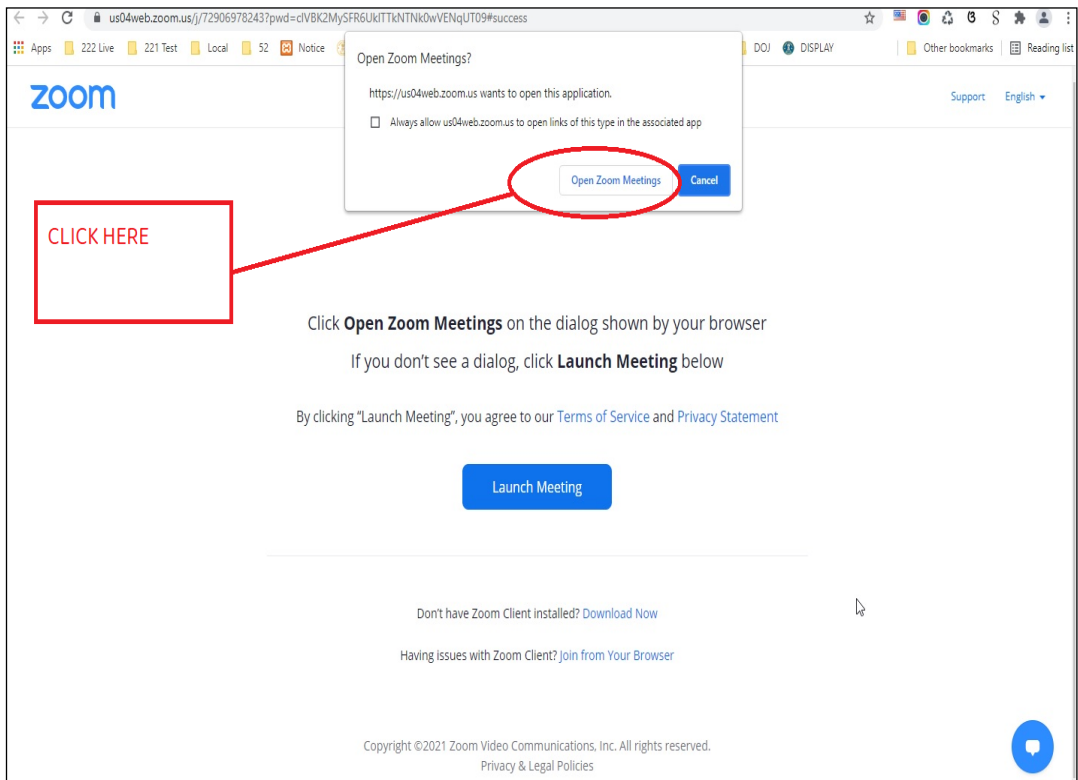 us04web.zoom.us/j/72906978243?pwd=clVBK2MySFR6UklTTkNTNk0wVENqUT09#success
Apps 222 Live 221 Test Local 52 Notice DOJ DISPLAY Other bookmarks Reading list
Open Zoom Meetings?
https://us04web.zoom.us wants to open this application.
Always allow us04web.zoom.us to open links of this type in the associated app
Open Zoom Meetings Cancel
zoom Support English
CLICK HERE
Click Open Zoom Meetings on the dialog shown by your browser
If you don't see a dialog, click Launch Meeting below
By clicking “Launch Meeting”, you agree to our Terms of Service and Privacy Statement
Launch Meeting
Don't have Zoom Client installed? Download Now
Having issues with Zoom Client? Join from Your Browser
Copyright ©2021 Zoom Video Communications, Inc. All rights reserved.
Privacy & Legal Policies